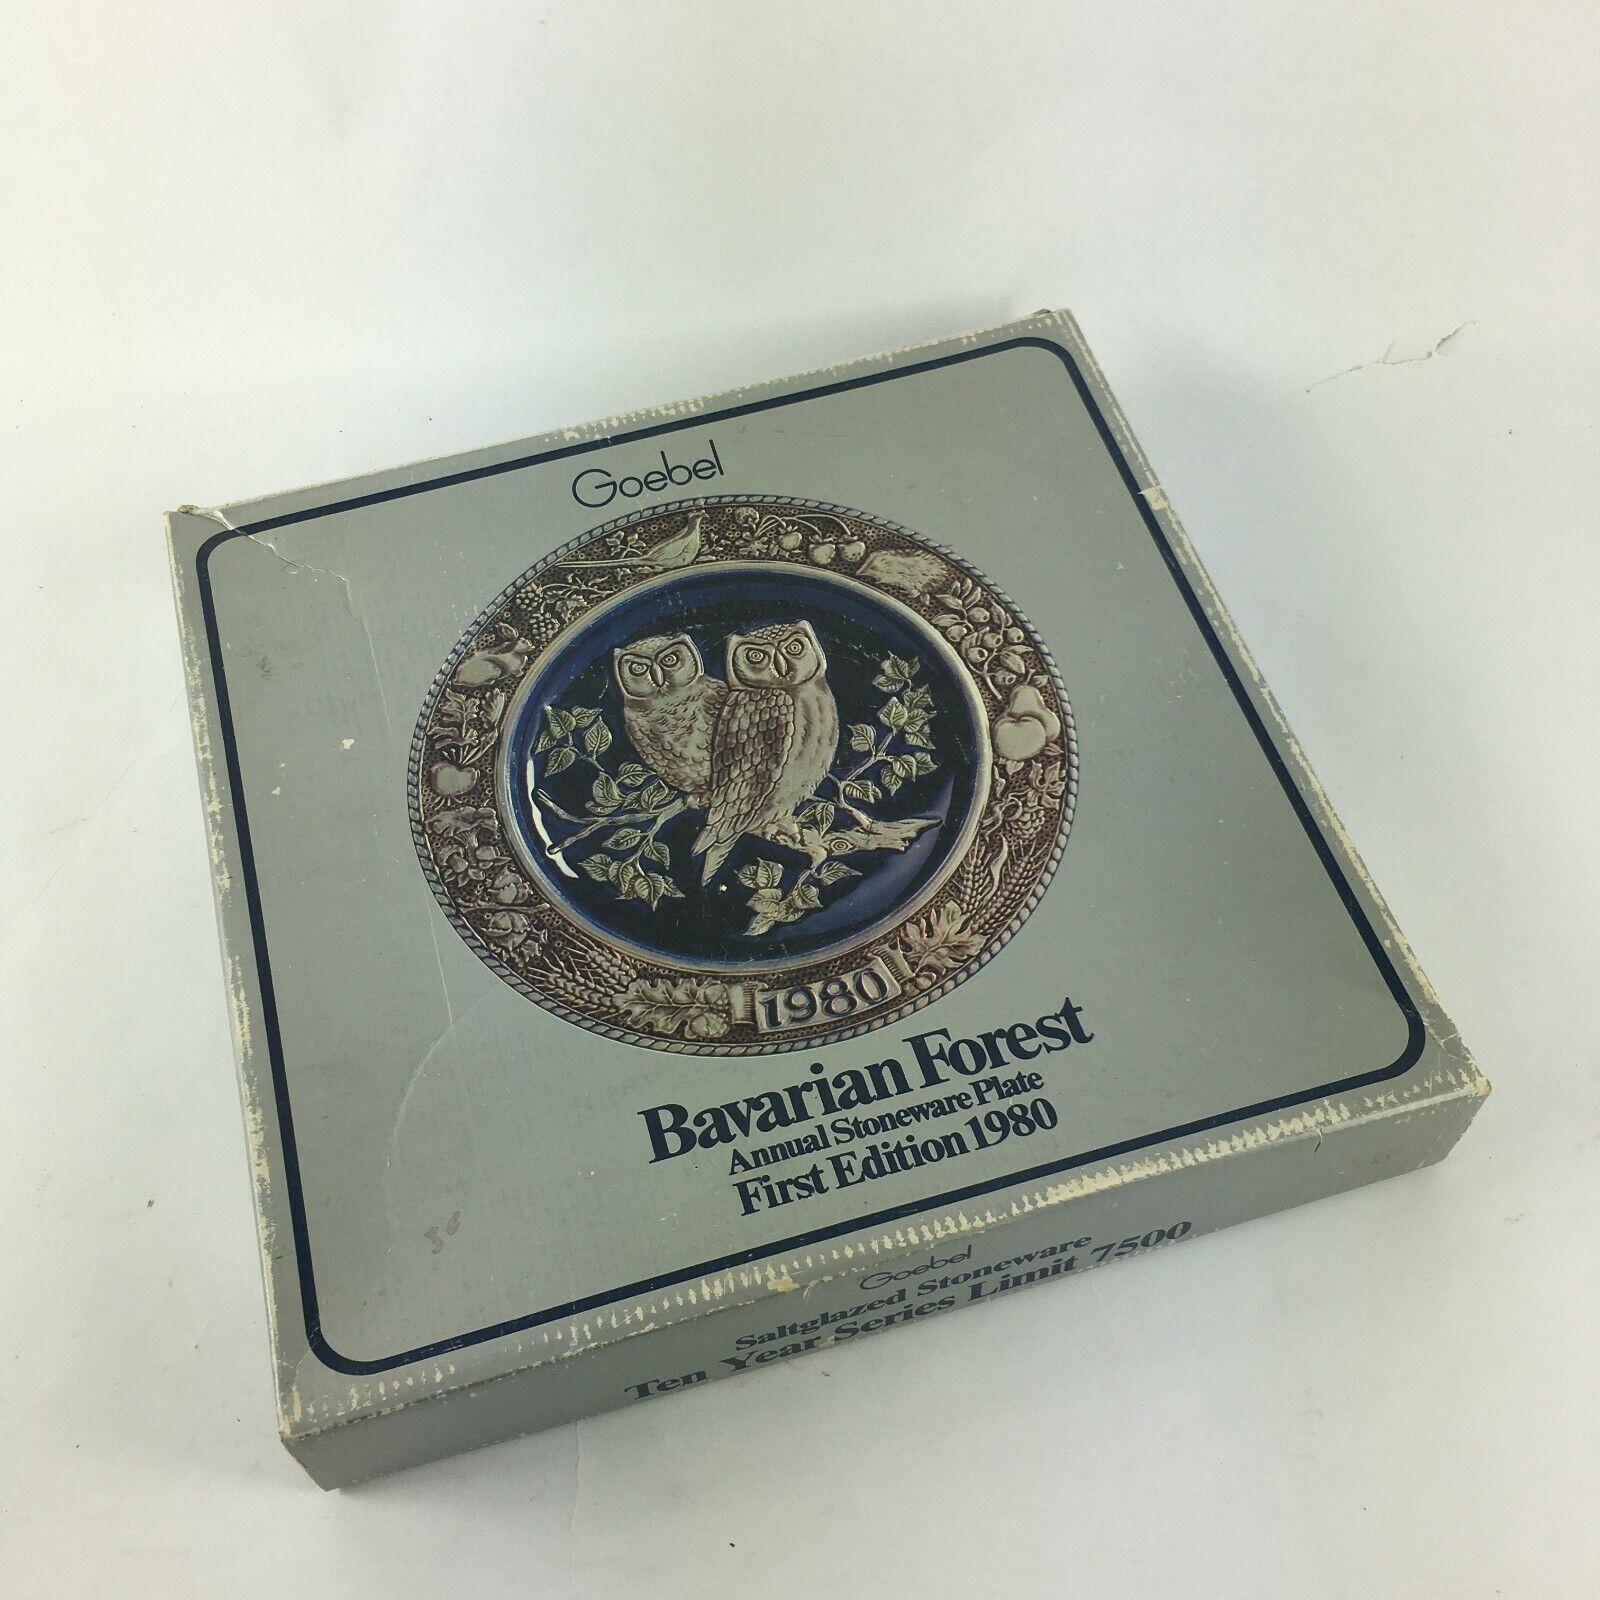 Goebel
1980
Bavarian Forest
Annual Stoneware Plate
First Edition 1980
Goebel
Saltglazed Stoneware
Ten Year Series Limit 7500